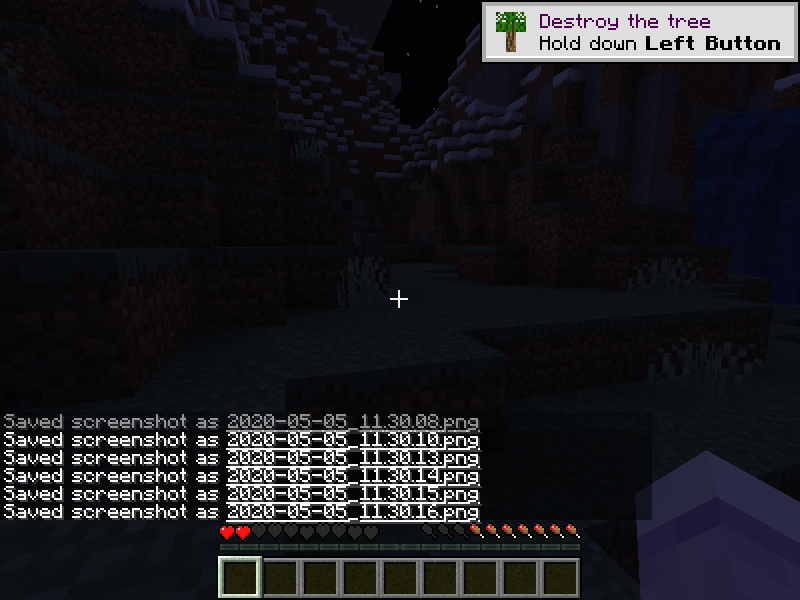 Destroy the tree
Hold down Left Button
Saved screenshot as 2020-05-05_11.30.08.png
Saved screenshot as 2020-05-05_11.30.10.png
Saved screenshot as 2020-05-05_11.30.13.png
Saved screenshot as 2020-05-05_11.30.14.png
Saved screenshot as 2020-05-05_11.30.15.png
Saved screenshot as 2020-05-05_11.30.16.png